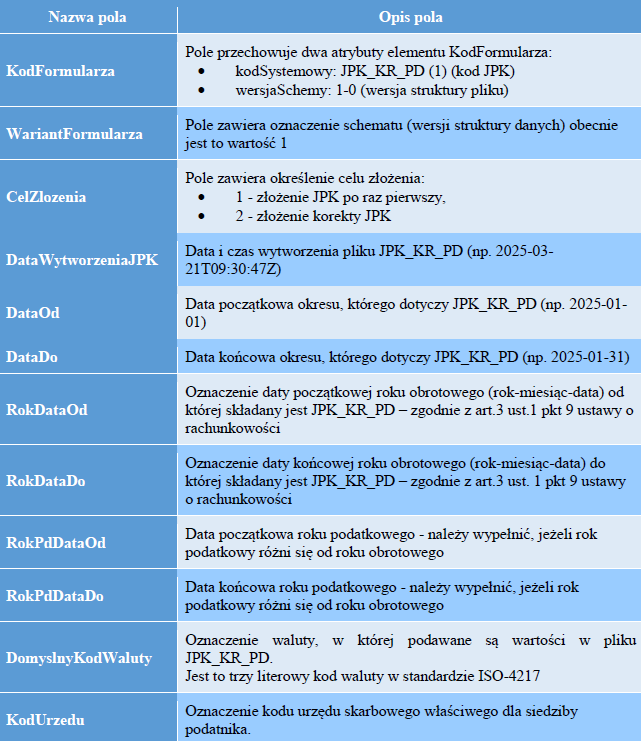 Nazwa pola
Opis pola
KodFormularza
Pole przechowuje dwa atrybuty elementu KodFormularza:
• kodSystemowy: JPK_KR_PD (1) (kod JPK)
• wersjaSchemy: 1-0 (wersja struktury pliku)
WariantFormularza
Pole zawiera oznaczenie schematu (wersji struktury danych) obecnie
jest to wartość 1
CelZlozenia
Pole zawiera określenie celu złożenia:
• 1 - złożenie JPK po raz pierwszy,
• 2 - złożenie korekty JPK
DataWytworzeniaJPK
Data i czas wytworzenia pliku JPK_KR_PD (np. 2025-03-
21T09:30:47Z)
DataOd
Data początkowa okresu, którego dotyczy JPK_KR_PD (np. 2025-01-
01)
DataDo
Data końcowa okresu, którego dotyczy JPK_KR_PD (np. 2025-01-31)
RokDataOd
Oznaczenie daty początkowej roku obrotowego (rok-miesiąc-data) od
której składany jest JPK_KR_PD – zgodnie z art.3 ust.1 pkt 9 ustawy o
rachunkowości
RokDataDo
Oznaczenie daty końcowej roku obrotowego (rok-miesiąc-data) do
której składany jest JPK_KR_PD – zgodnie z art.3 ust. 1 pkt 9 ustawy
o rachunkowości
RokPdDataOd
Data początkowa roku podatkowego - należy wypełnić, jeżeli rok
podatkowy różni się od roku obrotowego
RokPdDataDo
Data końcowa roku podatkowego - należy wypełnić, jeżeli rok
podatkowy różni się od roku obrotowego
DomyslnyKodWaluty
Oznaczenie waluty, w której podawane są wartości w pliku
JPK_KR_PD.
Jest to trzy literowy kod waluty w standardzie ISO-4217
KodUrzedu
Oznaczenie kodu urzędu skarbowego właściwego dla siedziby
podatnika.